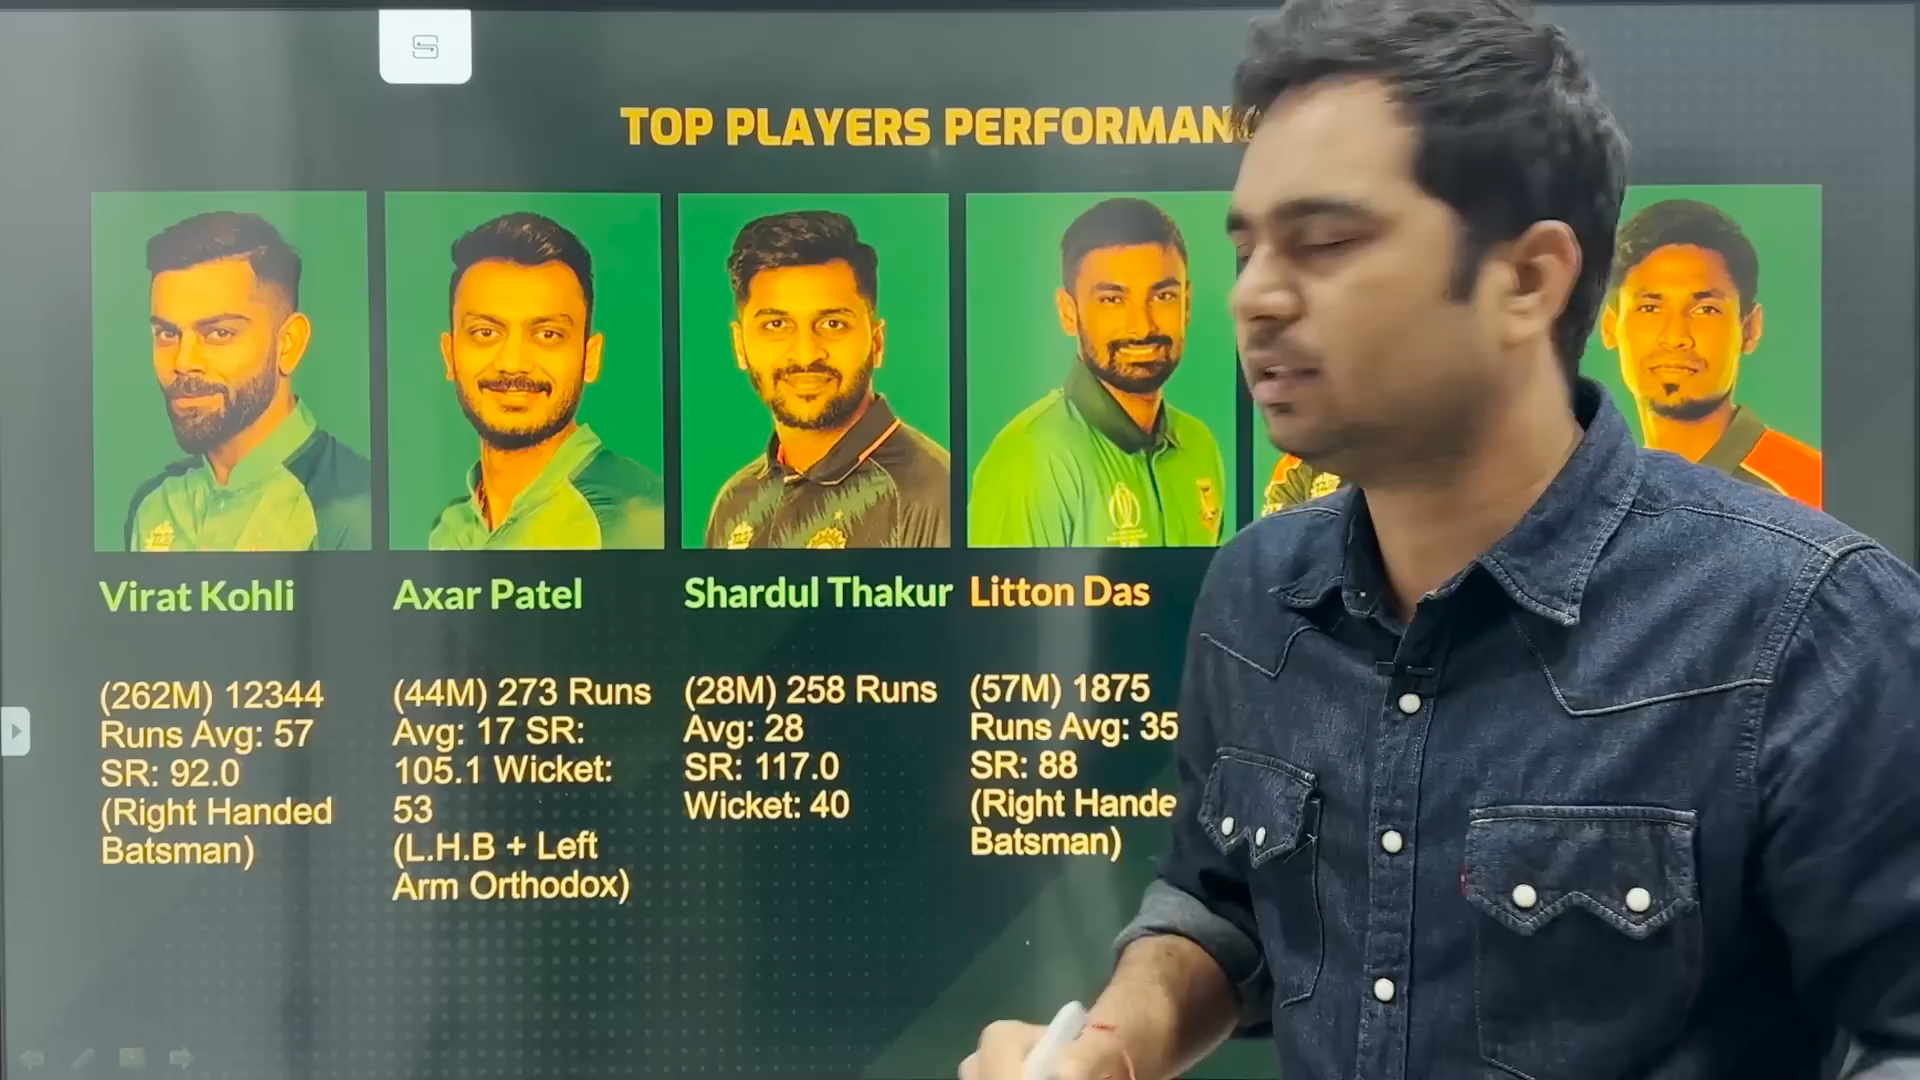 TOP PLAYERS PERFORMAN
Virat Kohli
(262M) 12344
Runs Avg: 57
SR: 92.0
(Right Handed
Batsman)
Axar Patel
(44M) 273 Runs
Avg: 17 SR:
105.1 Wicket:
53
(L.H.B + Left
Arm Orthodox)
Shardul Thakur
(28M) 258 Runs
Avg: 28
SR: 117.0
Wicket: 40
Litton Das
(57M) 1875
Runs Avg: 35
SR: 88
(Right Hande
Batsman)